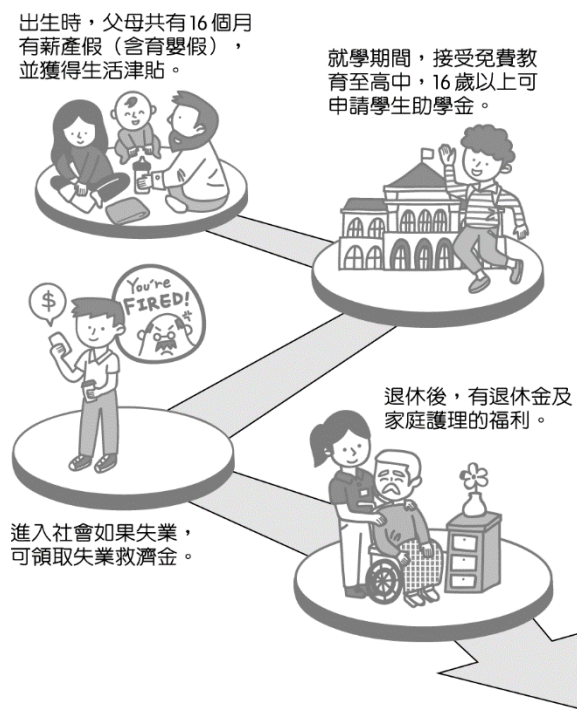 出生時，父母共有16個月
有薪產假（含育嬰假），
並獲得生活津貼。
就學期間，接受免費教
育至高中，16歲以上可
申請學生助學金。
$
You're
FIRED!
進入社會如果失業，
可領取失業救濟金。
退休後，有退休金及
家庭護理的福利。